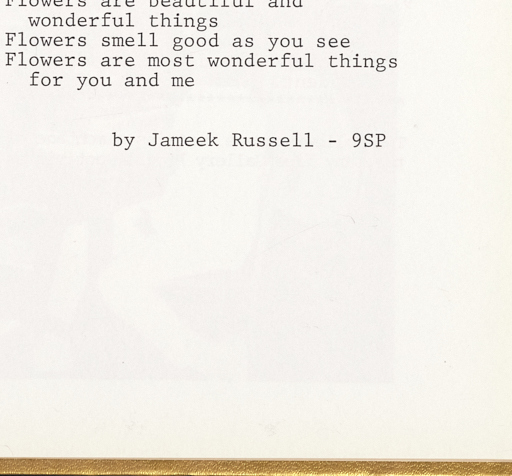 Flowers are beautiful and
wonderful things
Flowers smell good as you see
Flowers are most wonderful things
for you and me
by Jameek Russell - 9SP